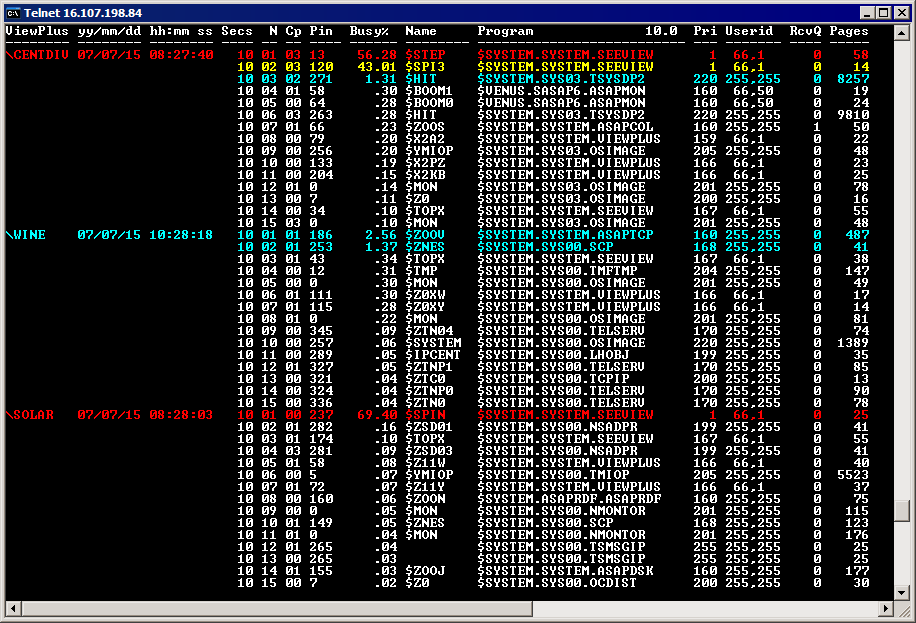 Telnet 16.107.198.84
ViewPlus yy/mm/dd hh:mm ss Secs N Cp Pin Busy% Name Program 10.0 Pri Userid RcvQ Pages
\CENTDIV 07/07/15 08:27:40 10 01 03 13 56.28 $STEP $SYSTEM.SYSTEM.SEEVIEW 1 66,1 0 58
10 02 03 120 43.01 $SPI3 $SYSTEM.SYSTEM.SEEVIEW 1 66,1 0 14
10 03 02 271 1.31 $HIT $SYSTEM.SYS03.TSYSDP2 220 255,255 0 8257
10 04 01 58 .30 $BOOM1 $VENUS.SASAP6.ASAPMON 160 66,50 0 19
10 05 00 64 .28 $BOOM0 $VENUS.SASAP6.ASAPMON 160 66,50 0 24
10 06 03 263 .28 $HIT $SYSTEM.SYS03.TSYSDP2 220 255,255 0 9810
10 07 01 66 .23 $ZOOS $SYSTEM.SYSTEM.ASAPCOL 160 255,255 1 50
10 08 00 79 .20 $X2A2 $SYSTEM.SYSTEM.VIEWPLUS 159 66,1 0 22
10 09 00 256 .20 $YMIOP $SYSTEM.SYS03.OSIMAGE 205 255,255 0 48
10 10 00 133 .19 $X2PZ $SYSTEM.SYSTEM.VIEWPLUS 166 66,1 0 23
10 11 00 204 .15 $X2XB $SYSTEM.SYSTEM.VIEWPLUS 166 66,1 0 25
10 12 01 0 .14 $MON $SYSTEM.SYS03.OSIMAGE 201 255,255 0 78
10 13 00 7 .11 $Z0 $SYSTEM.SYS03.OSIMAGE 200 255,255 0 16
10 14 00 34 .10 $TOPX $SYSTEM.SYSTEM.SEEVIEW 167 66,1 0 55
10 15 03 0 .10 $MON $SYSTEM.SYS03.OSIMAGE 201 255,255 0 48
\WINE 07/07/15 10:28:18 10 01 01 186 2.56 $ZOOV $SYSTEM.SYSTEM.ASAPTCP 160 255,255 0 487
10 02 01 253 1.37 $ZNES $SYSTEM.SYS00.SCP 168 255,255 0 41
10 03 01 43 .34 $TOPX $SYSTEM.SYSTEM.SEEVIEW 167 66,1 0 38
10 04 00 12 .31 $TMP $SYSTEM.SYS00.TMFTMP 204 255,255 0 147
10 05 00 0 .30 $MON $SYSTEM.SYS00.OSIMAGE 201 255,255 0 49
10 06 01 111 .30 $Z0XW $SYSTEM.SYSTEM.VIEWPLUS 166 66,1 0 17
10 07 01 115 .28 $Z0XY $SYSTEM.SYSTEM.VIEWPLUS 166 66,1 0 14
10 08 01 0 .22 $MON $SYSTEM.SYS00.OSIMAGE 201 255,255 0 81
10 09 00 345 .09 $ZTN04 $SYSTEM.SYS00.TELSERV 170 255,255 0 74
10 10 00 257 .06 $SYSTEM $SYSTEM.SYS00.OSIMAGE 220 255,255 0 1389
10 11 00 289 .05 $IPCENT $SYSTEM.SYS00.LHOBJ 199 255,255 0 35
10 12 01 327 .05 $ZTNP1 $SYSTEM.SYS00.TELSERV 170 255,255 0 85
10 13 00 321 .04 $ZTC0 $SYSTEM.SYS00.TCPIP 200 255,255 0 13
10 14 00 324 .04 $ZTNP0 $SYSTEM.SYS00.TELSERV 170 255,255 0 90
10 15 00 336 .04 $ZTN0 $SYSTEM.SYS00.TELSERV 170 255,255 0 78
\SOLAR 07/07/15 08:28:03 10 01 00 237 69.40 $SPIN $SYSTEM.SYSTEM.SEEVIEW 1 66,1 0 25
10 02 01 282 .16 $ZSD01 $SYSTEM.SYS00.NSADPR 199 255,255 0 41
10 03 01 174 .10 $TOPX $SYSTEM.SYSTEM.SEEVIEW 167 66,1 0 55
10 04 03 281 .09 $ZSD03 $SYSTEM.SYS00.NSADPR 199 255,255 0 41
10 05 01 58 .08 $Z11W $SYSTEM.SYSTEM.VIEWPLUS 166 66,1 0 40
10 06 00 5 .07 $YMIOP $SYSTEM.SYS00.TMIOP 205 255,255 0 5523
10 07 01 72 .07 $Z11Y $SYSTEM.SYSTEM.VIEWPLUS 166 66,1 0 37
10 08 00 160 .06 $ZOON $SYSTEM.ASAPRDF.ASAPRDF 160 255,255 0 75
10 09 00 0 .05 $MON $SYSTEM.SYS00.NMONTOR 201 255,255 0 115
10 10 01 149 .05 $ZNES $SYSTEM.SYS00.SCP 168 255,255 0 123
10 11 01 0 .04 $MON $SYSTEM.SYS00.NMONTOR 201 255,255 0 176
10 12 01 265 .04 $SYSTEM.SYS00.TSMSGIP 255 255,255 0 25
10 13 00 265 .03 $SYSTEM.SYS00.TSMSGIP 255 255,255 0 25
10 14 01 155 .03 $ZOOJ $SYSTEM.SYSTEM.ASAPDSK 160 255,255 0 177
10 15 00 7 .02 $Z0 $SYSTEM.SYS00.OCDIST 200 255,255 0 30